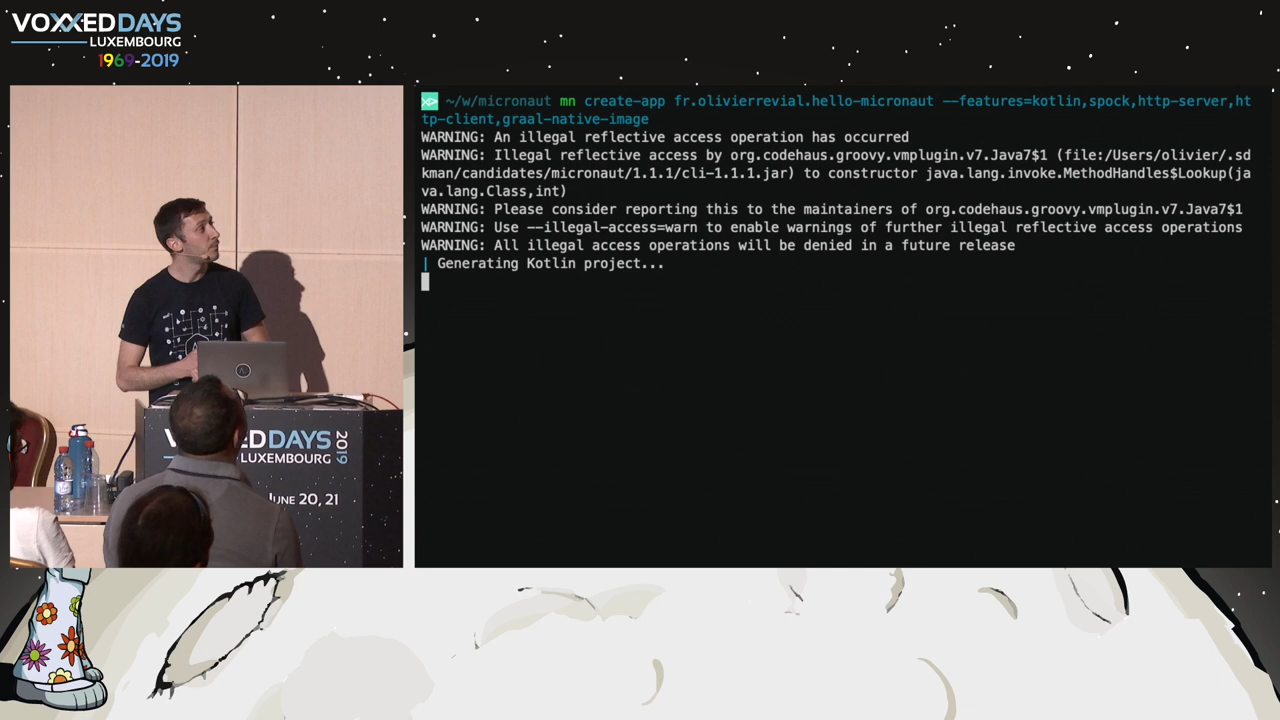 VOXXEDDAYS
LUXEMBOURG
1969-2019
~/w/micronaut mn create-app fr.olivierrevial.hello-micronaut --features=kotlin,spock,http-server,ht
tp-client,graal-native-image
WARNING: An illegal reflective access operation has occurred
WARNING: Illegal reflective access by org.codehaus.groovy.vmplugin.v7.Java7$1 (file:/Users/olivier/.sd
kman/candidates/micronaut/1.1.1/cli-1.1.1.jar) to constructor java.lang.invoke.MethodHandles$Lookup(ja
va.lang.Class,int)
WARNING: Please consider reporting this to the maintainers of org.codehaus.groovy.vmplugin.v7.Java7$1
WARNING: Use --illegal-access=warn to enable warnings of further illegal reflective access operations
WARNING: All illegal access operations will be denied in a future release
| Generating Kotlin project...
EDDAYS
LUXEMBOURG
2019
JUNE 20, 21